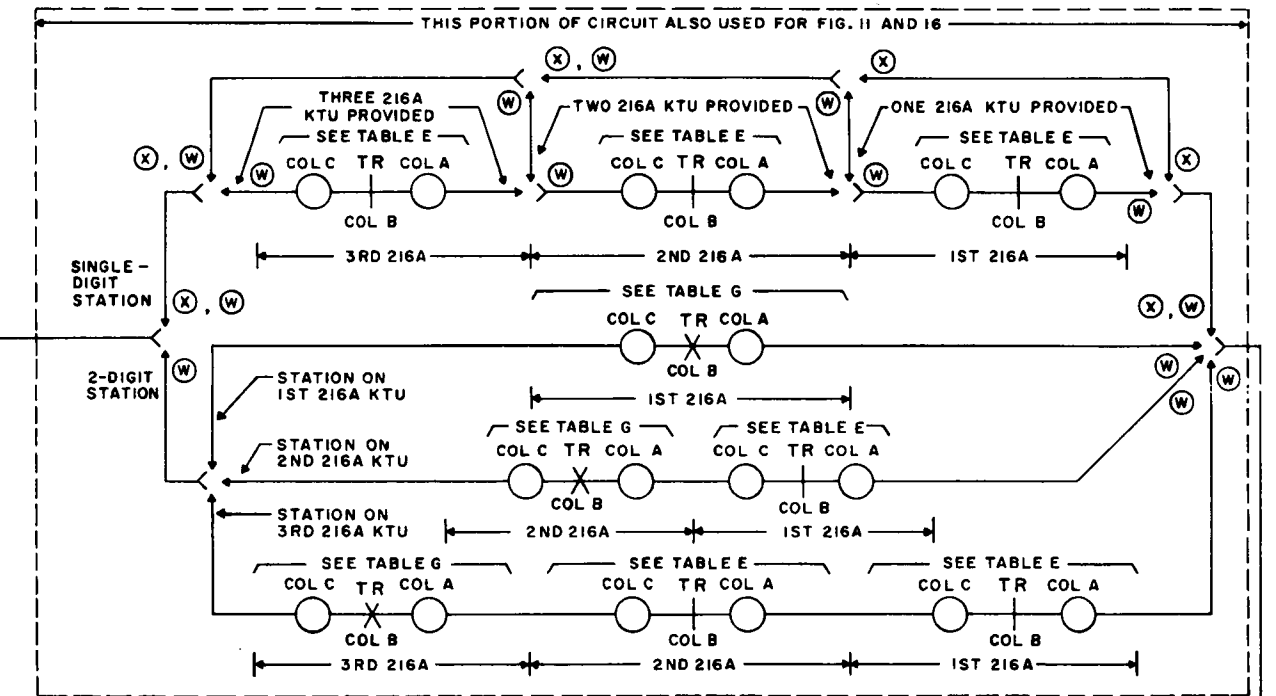 THIS PORTION OF CIRCUIT ALSO USED FOR FIG. 11 AND 16
X , W
X
THREE 216A
KTU PROVIDED
W
TWO 216A KTU PROVIDED
W
ONE 216A KTU PROVIDED
SEE TABLE E
SEE TABLE E
SEE TABLE E
X , W
W
COL C TR COL A
W
COL C TR COL A
W
COL C TR COL A
X
W
COL B
COL B
COL B
3RD 216A
2ND 216A
1ST 216A
SINGLE-
DIGIT
STATION
X , W
SEE TABLE G
X , W
COL C TR COL A
COL B
W
2-DIGIT
STATION
W
STATION ON
1ST 216A KTU
W
W
1ST 216A
SEE TABLE G
SEE TABLE E
STATION ON
2ND 216A KTU
COL C TR COL A
COL C TR COL A
COL B
COL B
STATION ON
3RD 216A KTU
2ND 216A
1ST 216A
SEE TABLE G
SEE TABLE E
SEE TABLE E
COL C TR COL A
COL C TR COL A
COL C TR COL A
COL B
COL B
COL B
3RD 216A
2ND 216A
1ST 216A